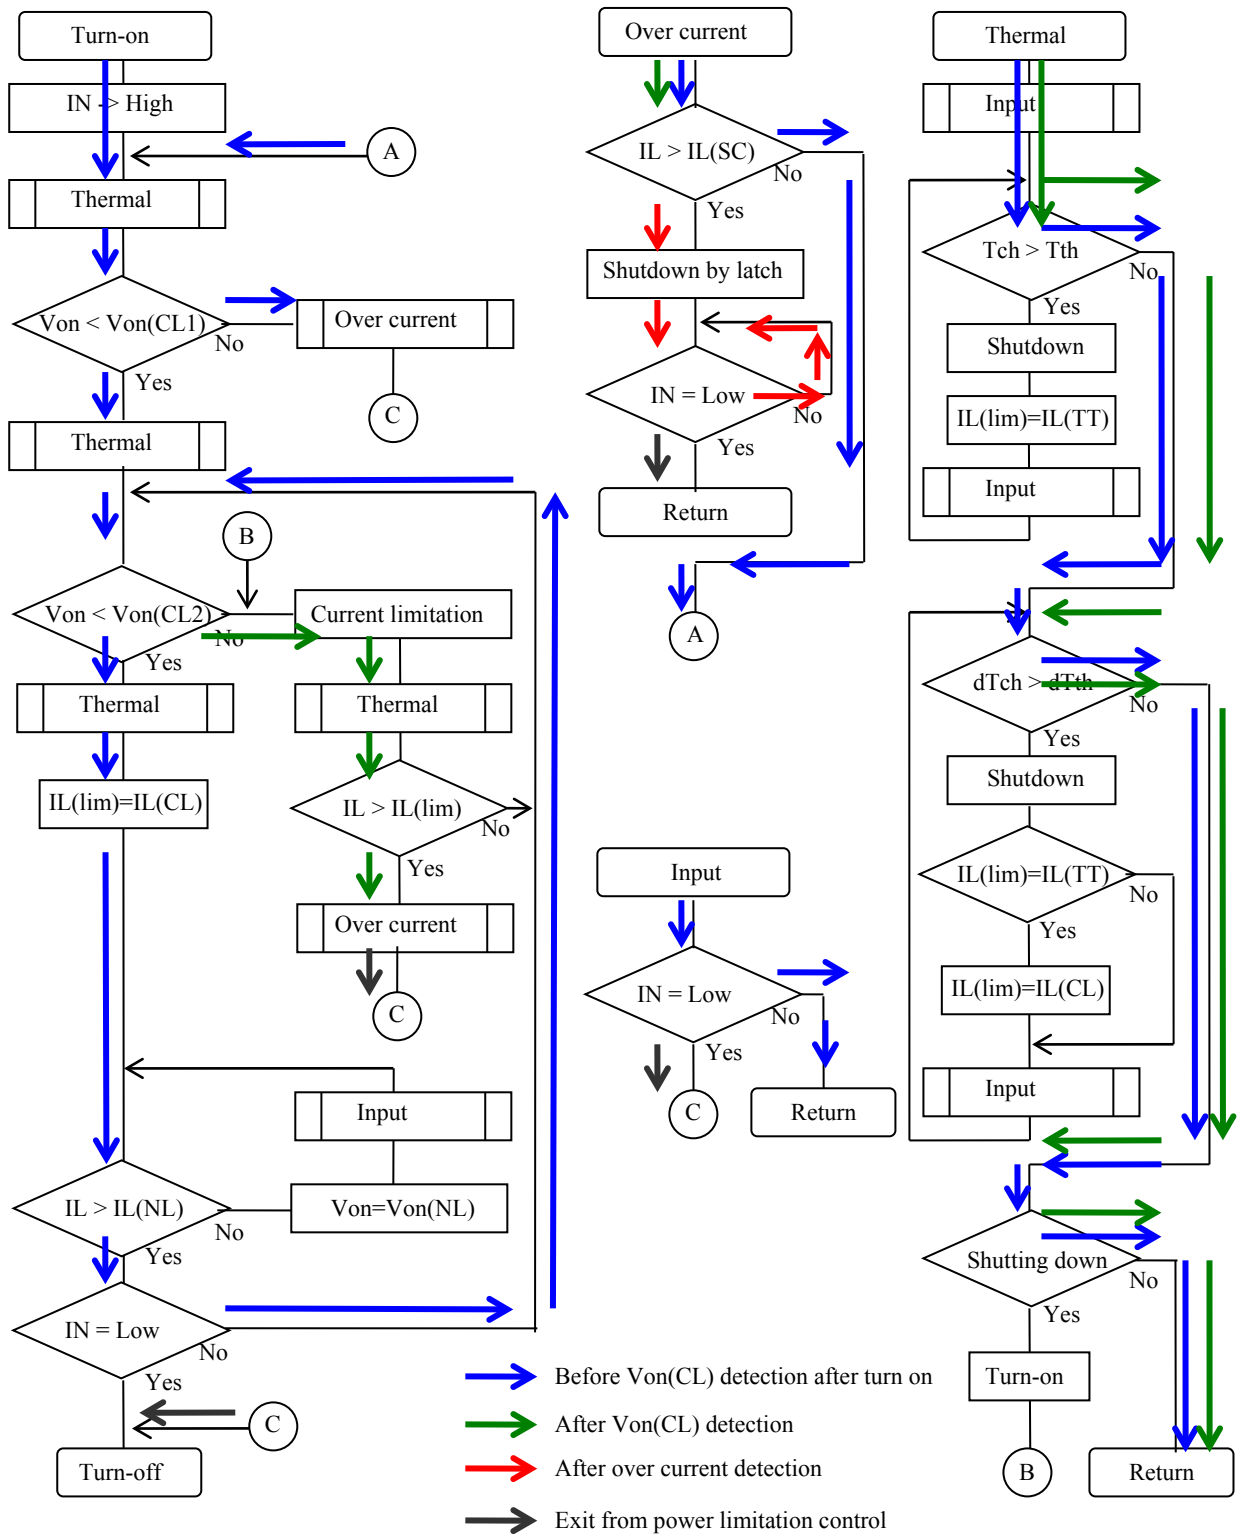 Turn-on
IN -> High
A
Thermal
Von < Von(CL1)
No
Yes
Over current
C
Thermal
B
Von < Von(CL2)
No
Yes
Current limitation
Thermal
Thermal
IL(lim)=IL(CL)
IL > IL(lim)
No
Yes
Over current
C
Input
Von=Von(NL)
IL > IL(NL)
No
Yes
IN = Low
No
Yes
C
Turn-off
Over current
IL > IL(SC)
No
Yes
Shutdown by latch
IN = Low
No
Yes
Return
A
Input
IN = Low
No
Yes
C
Return
Thermal
Input
Tch > Tth
No
Yes
Shutdown
IL(lim)=IL(TT)
Input
dTch > dTth
No
Yes
Shutdown
IL(lim)=IL(TT)
No
Yes
IL(lim)=IL(CL)
Input
Shutting down
No
Yes
Turn-on
B
Return
Before Von(CL) detection after turn on
After Von(CL) detection
After over current detection
Exit from power limitation control